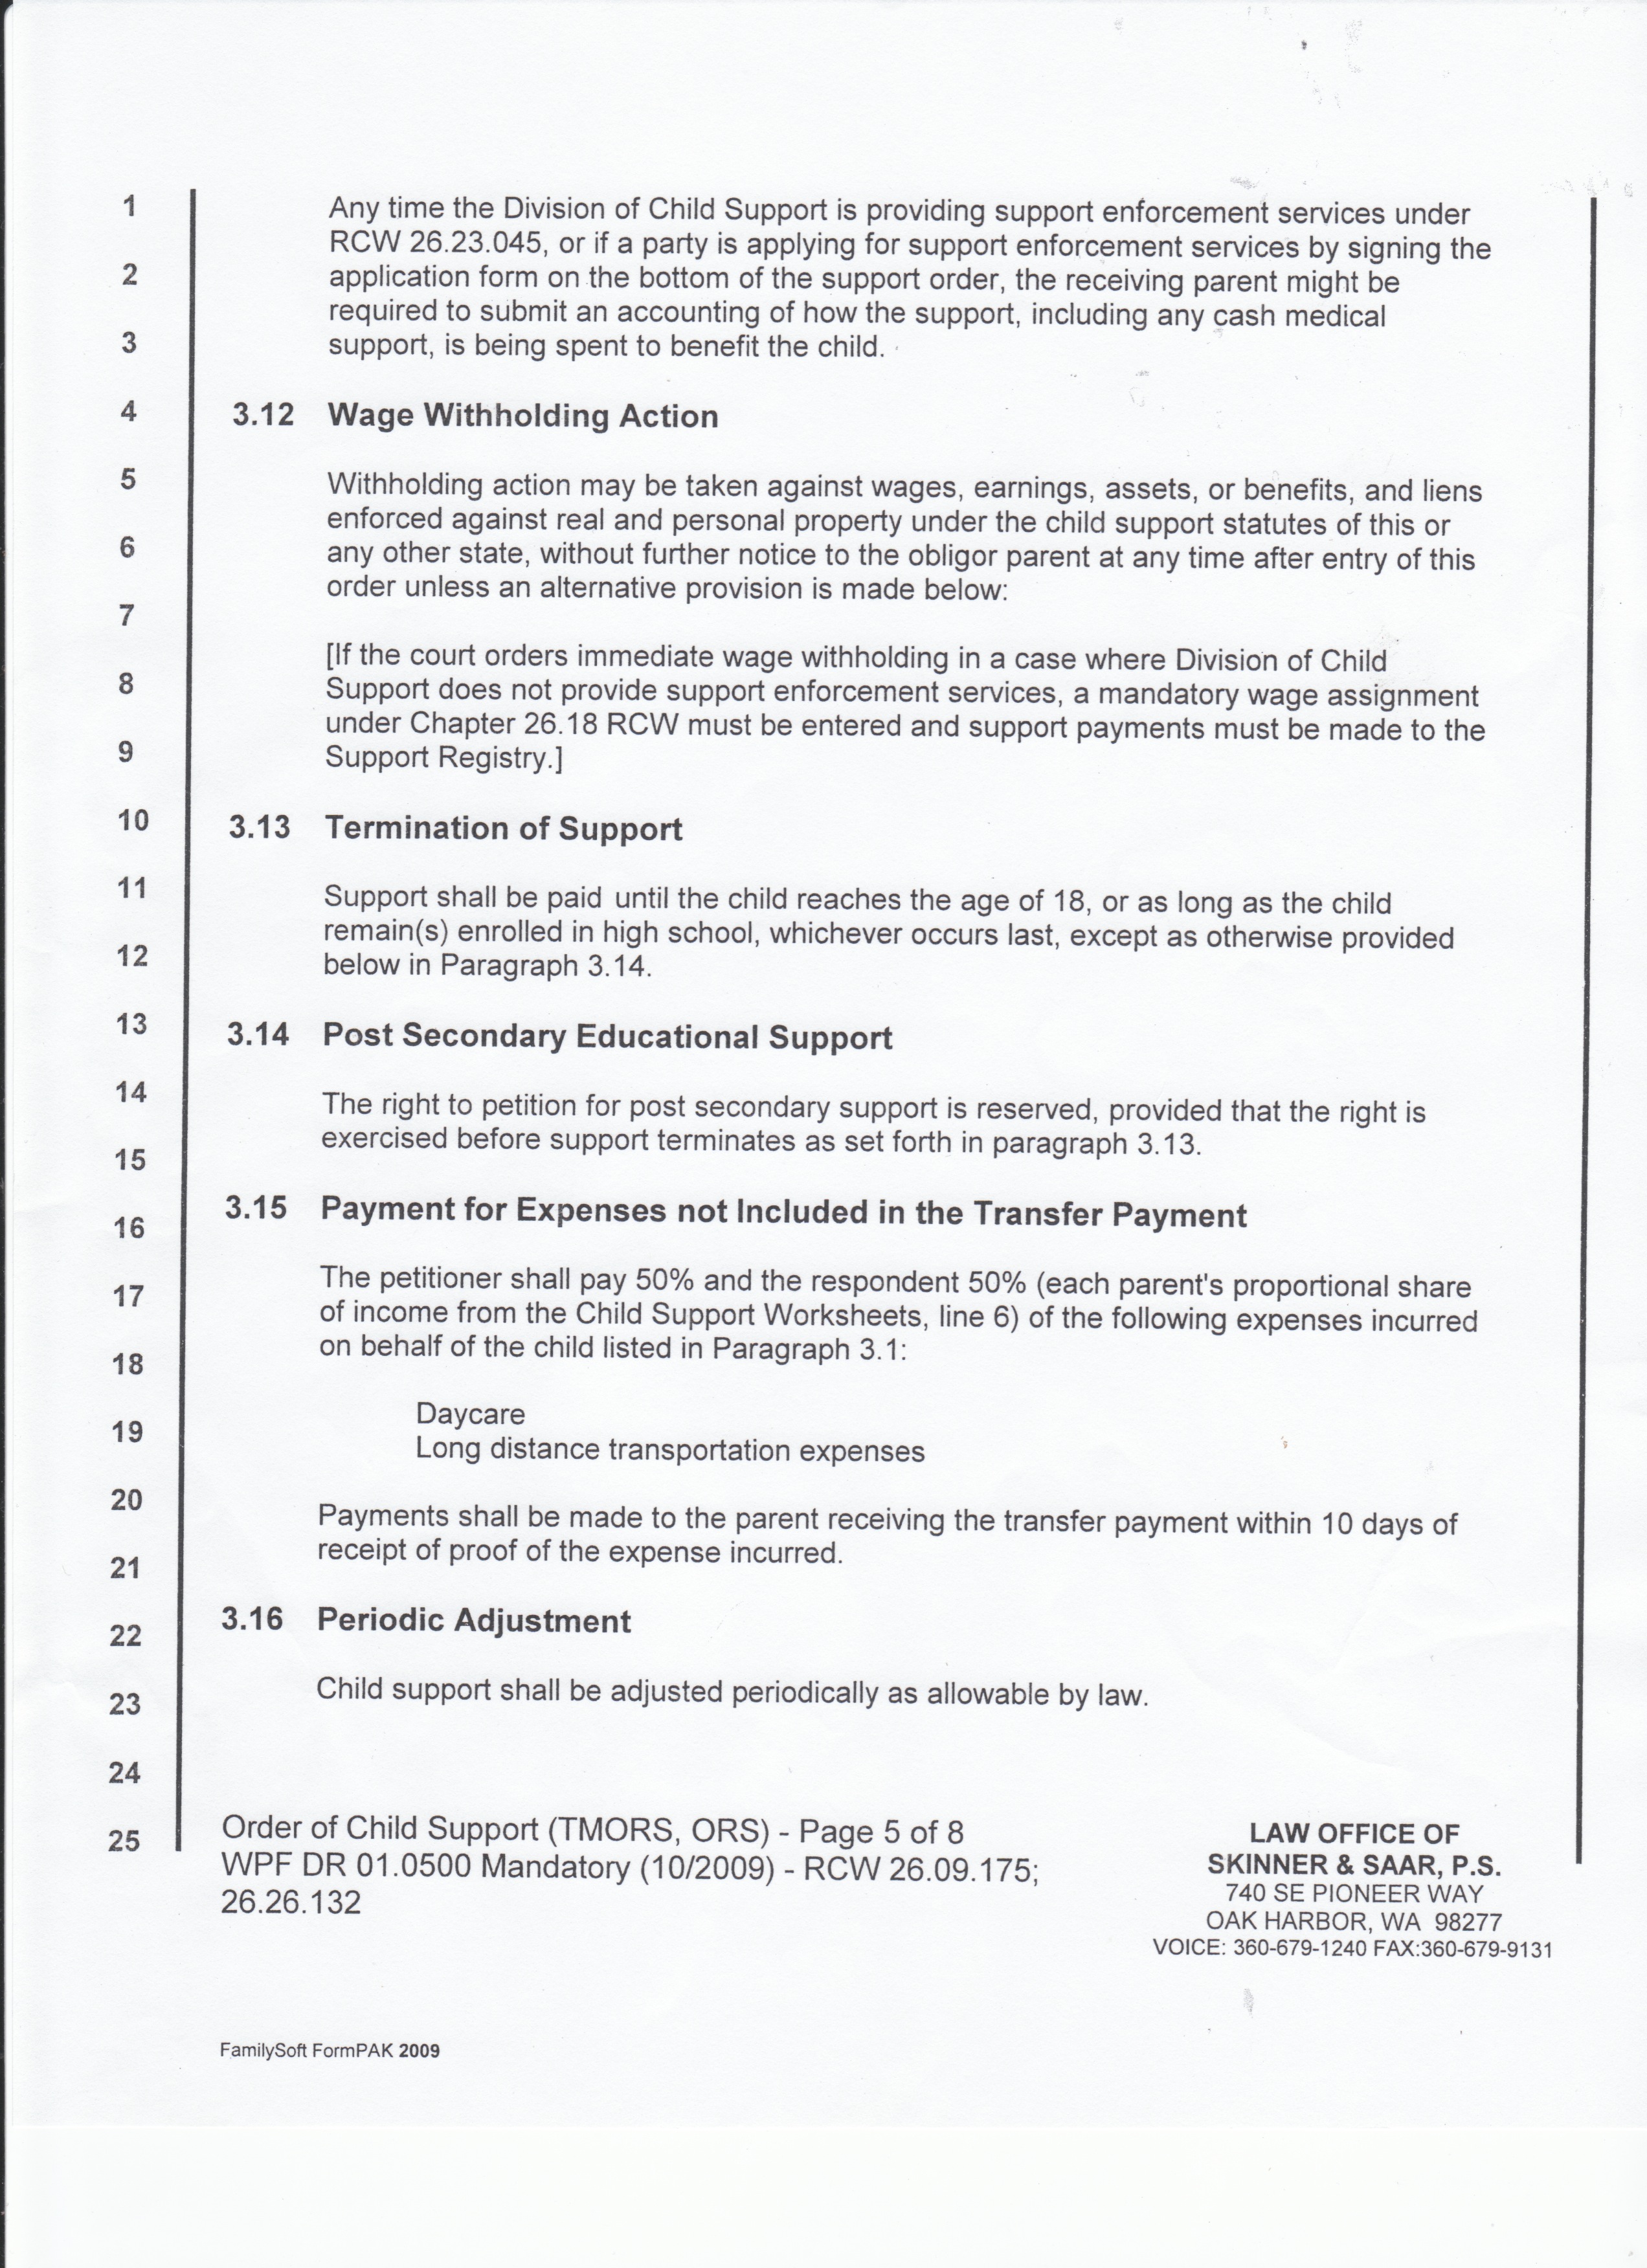 1 Any time the Division of Child Support is providing support enforcement services under
RCW 26.23.045, or if a party is applying for support enforcement services by signing the
2 application form on the bottom of the support order, the receiving parent might be
required to submit an accounting of how the support, including any cash medical
3 support, is being spent to benefit the child.
4 3.12 Wage Withholding Action
5 Withholding action may be taken against wages, earnings, assets, or benefits, and liens
enforced against real and personal property under the child support statutes of this or
6 any other state, without further notice to the obligor parent at any time after entry of this
order unless an alternative provision is made below:
7
[If the court orders immediate wage withholding in a case where Division of Child
8 Support does not provide support enforcement services, a mandatory wage assignment
under Chapter 26.18 RCW must be entered and support payments must be made to the
9 Support Registry.]
10 3.13 Termination of Support
11 Support shall be paid until the child reaches the age of 18, or as long as the child
remain(s) enrolled in high school, whichever occurs last, except as otherwise provided
12 below in Paragraph 3.14.
13 3.14 Post Secondary Educational Support
14 The right to petition for post secondary support is reserved, provided that the right is
exercised before support terminates as set forth in paragraph 3.13.
15
3.15 Payment for Expenses not Included in the Transfer Payment
16
17 The petitioner shall pay 50% and the respondent 50% (each parent's proportional share
of income from the Child Support Worksheets, line 6) of the following expenses incurred
18 on behalf of the child listed in Paragraph 3.1:
Daycare
19 Long distance transportation expenses
20 Payments shall be made to the parent receiving the transfer payment within 10 days of
21 receipt of proof of the expense incurred.
22 3.16 Periodic Adjustment
23 Child support shall be adjusted periodically as allowable by law.
24
25 Order of Child Support (TMORS, ORS) - Page 5 of 8
WPF DR 01.0500 Mandatory (10/2009) - RCW 26.09.175;
26.26.132
LAW OFFICE OF
SKINNER & SAAR, P.S.
740 SE PIONEER WAY
OAK HARBOR, WA 98277
VOICE: 360-679-1240 FAX:360-679-9131
FamilySoft FormPAK 2009